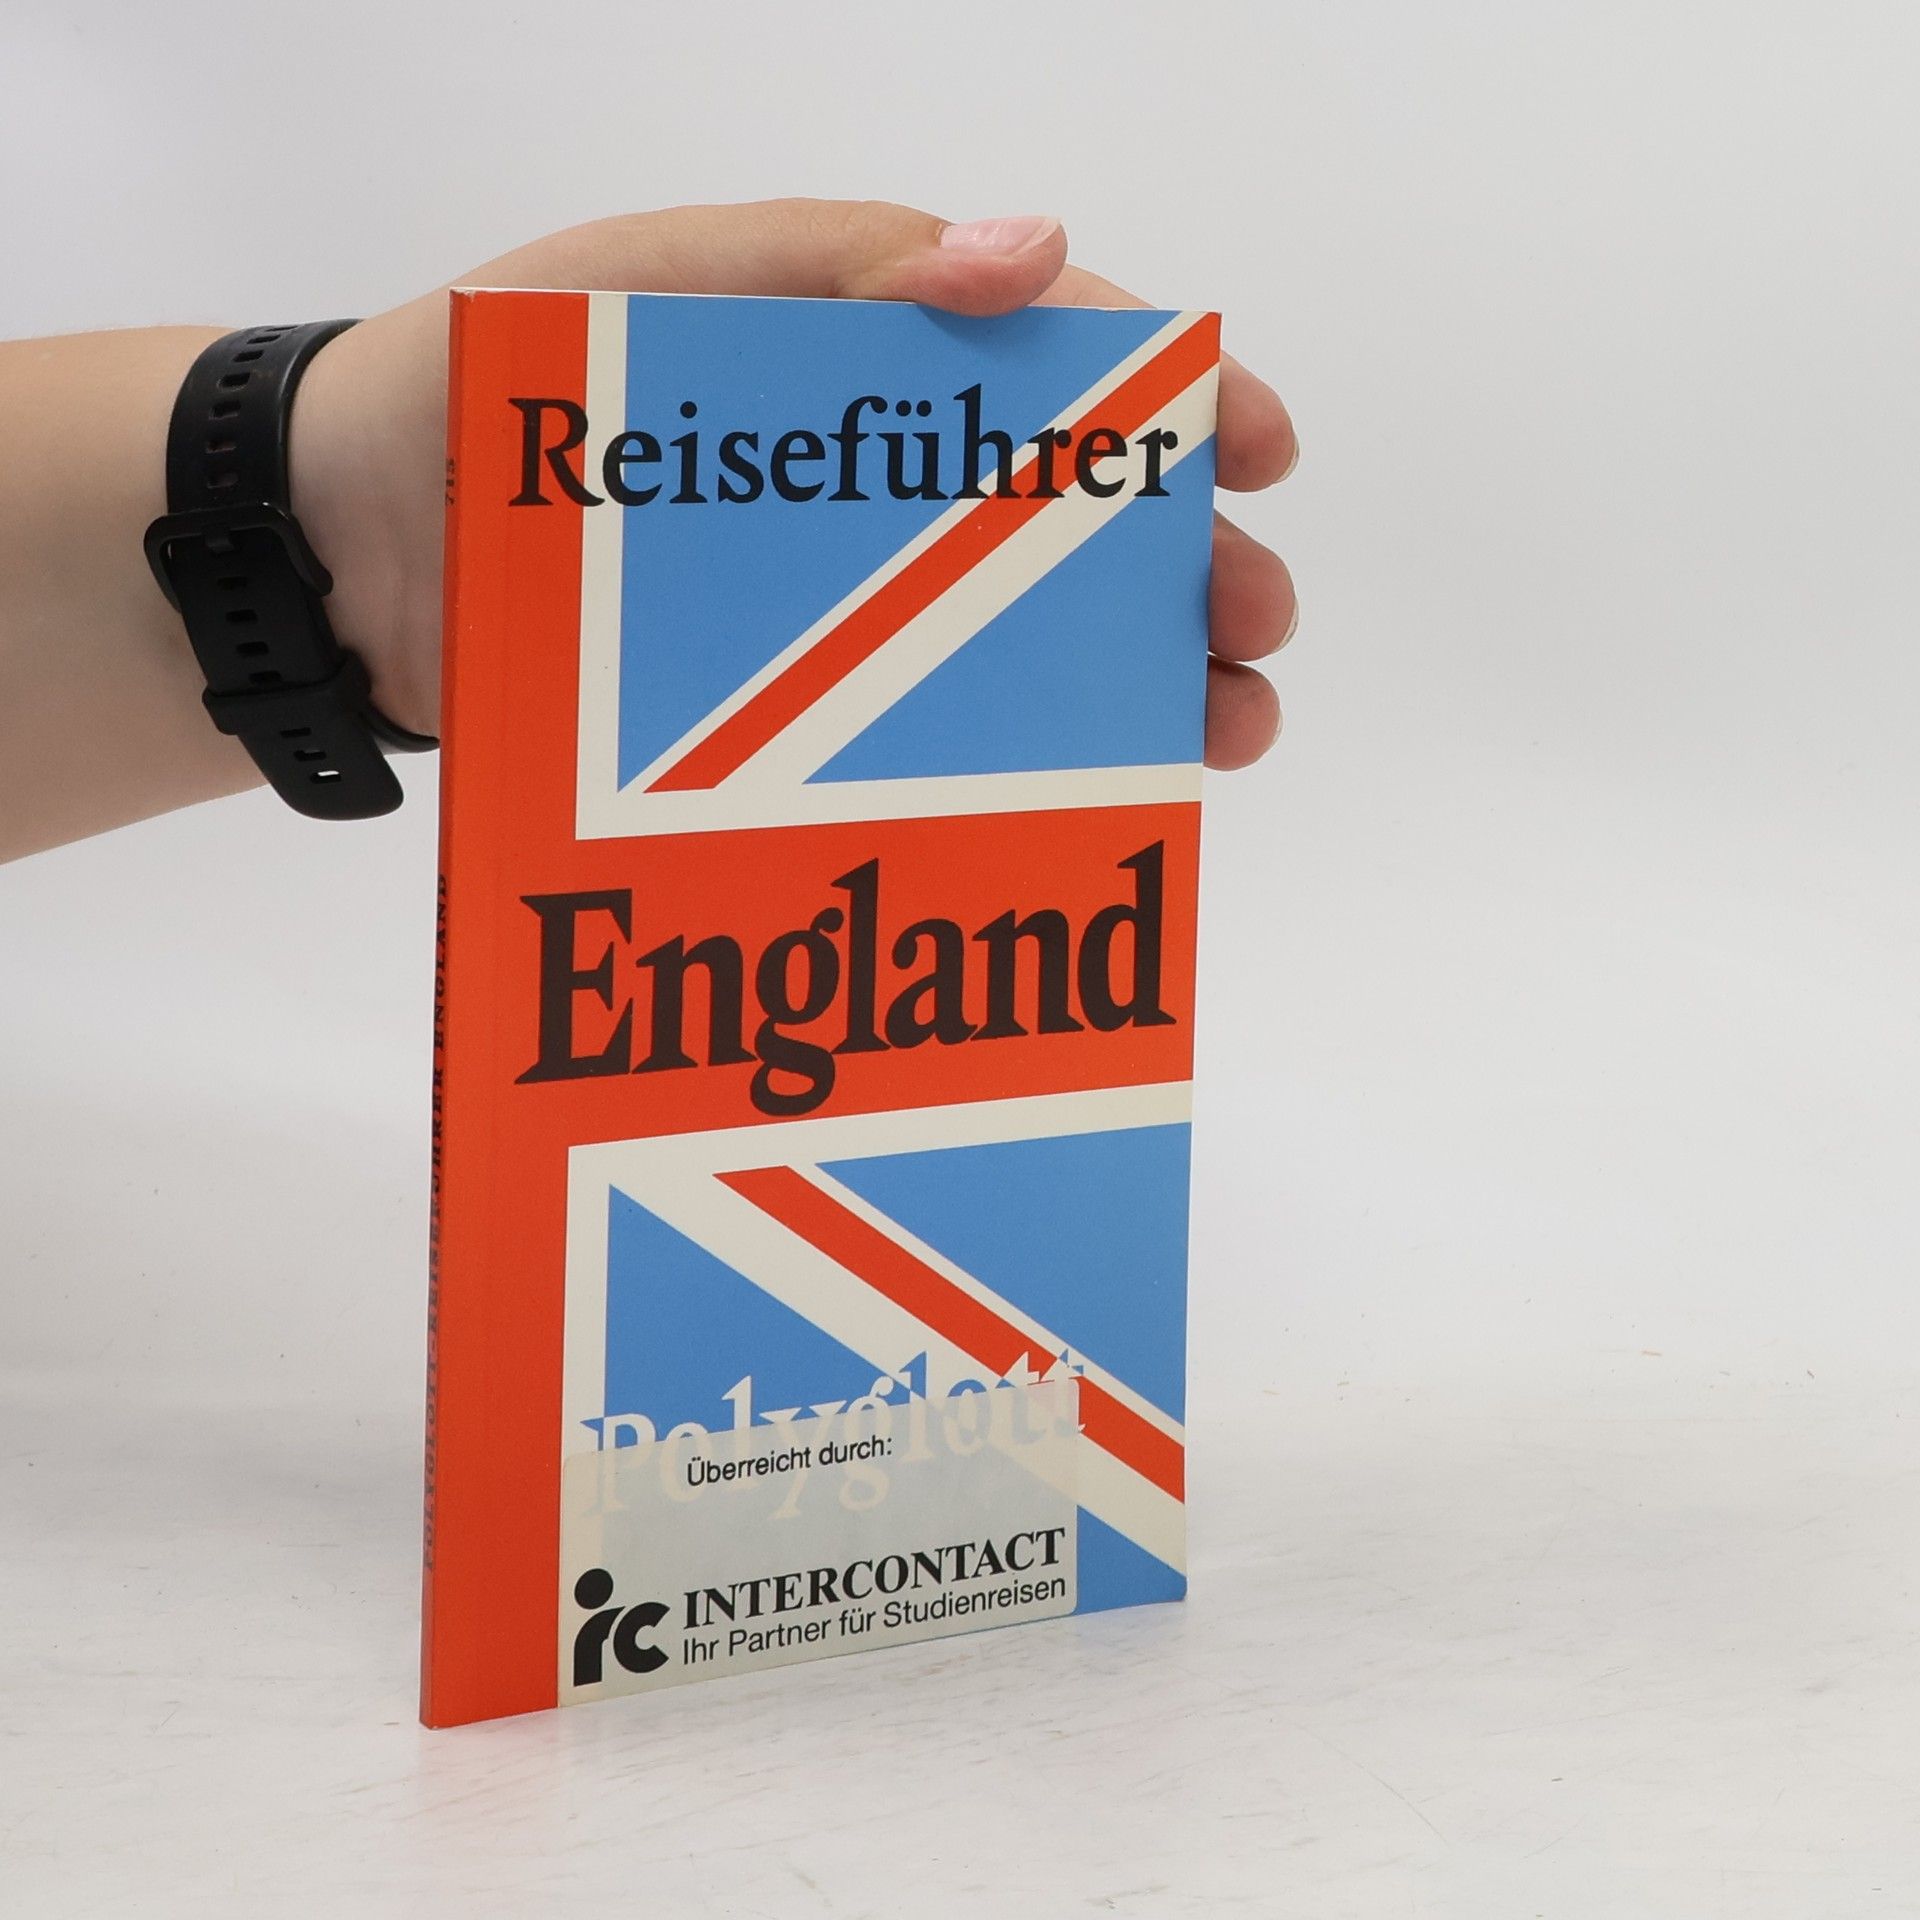 Reiseführer
England
Polyglott
Überreicht durch:
ic INTERCONTACT
Ihr Partner für Studienreisen
POLYGLOTT-REISEFÜHRER ENGLAND